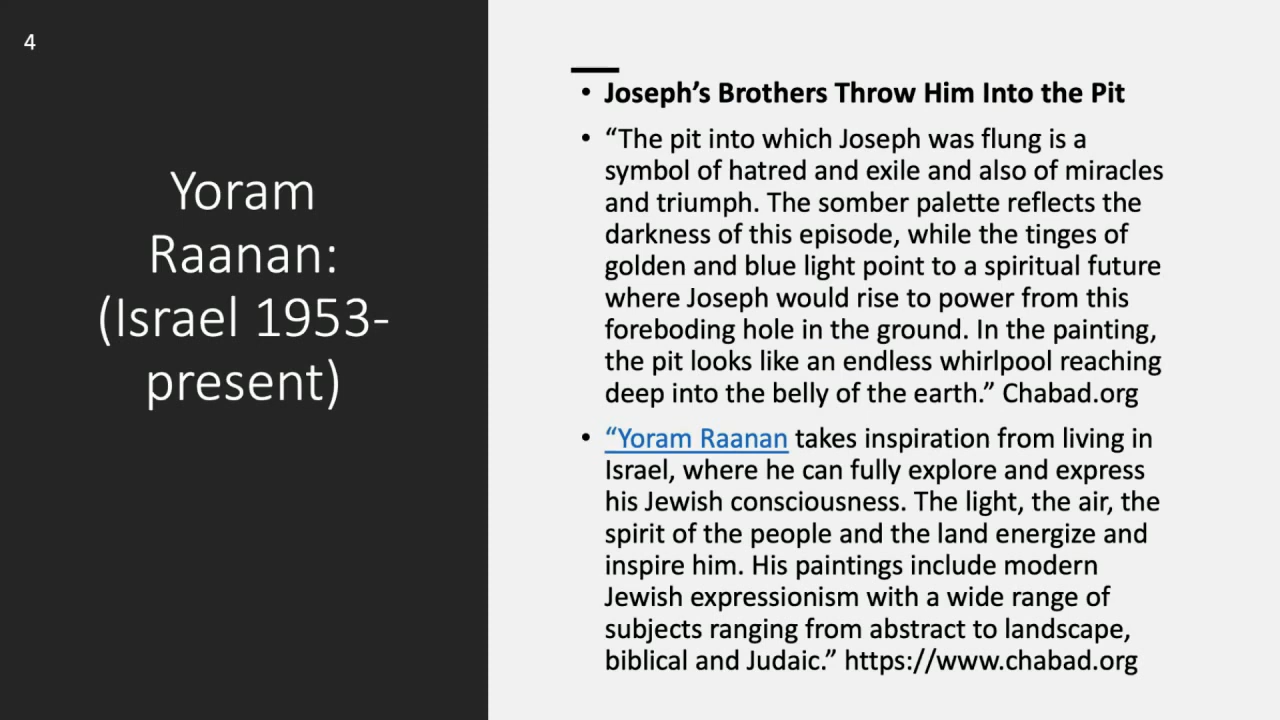 4
Yoram
Raanan:
(Israel 1953-
present)
• Joseph’s Brothers Throw Him Into the Pit
• “The pit into which Joseph was flung is a
symbol of hatred and exile and also of miracles
and triumph. The somber palette reflects the
darkness of this episode, while the tinges of
golden and blue light point to a spiritual future
where Joseph would rise to power from this
foreboding hole in the ground. In the painting,
the pit looks like an endless whirlpool reaching
deep into the belly of the earth.” Chabad.org
• “Yoram Raanan takes inspiration from living in
Israel, where he can fully explore and express
his Jewish consciousness. The light, the air, the
spirit of the people and the land energize and
inspire him. His paintings include modern
Jewish expressionism with a wide range of
subjects ranging from abstract to landscape,
biblical and Judaic.” https://www.chabad.org